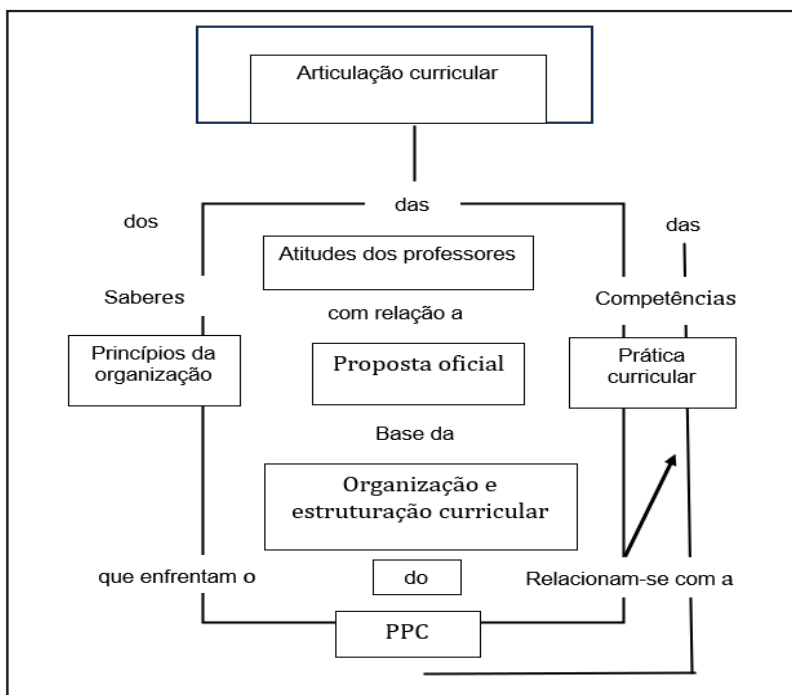 Articulação curricular
dos
das
das
Atitudes dos professores
Saberes
Competências
com relação a
Princípios da
organização
Proposta oficial
Prática
curricular
Base da
Organização e
estruturação curricular
que enfrentam o
do
Relacionam-se com a
PPC